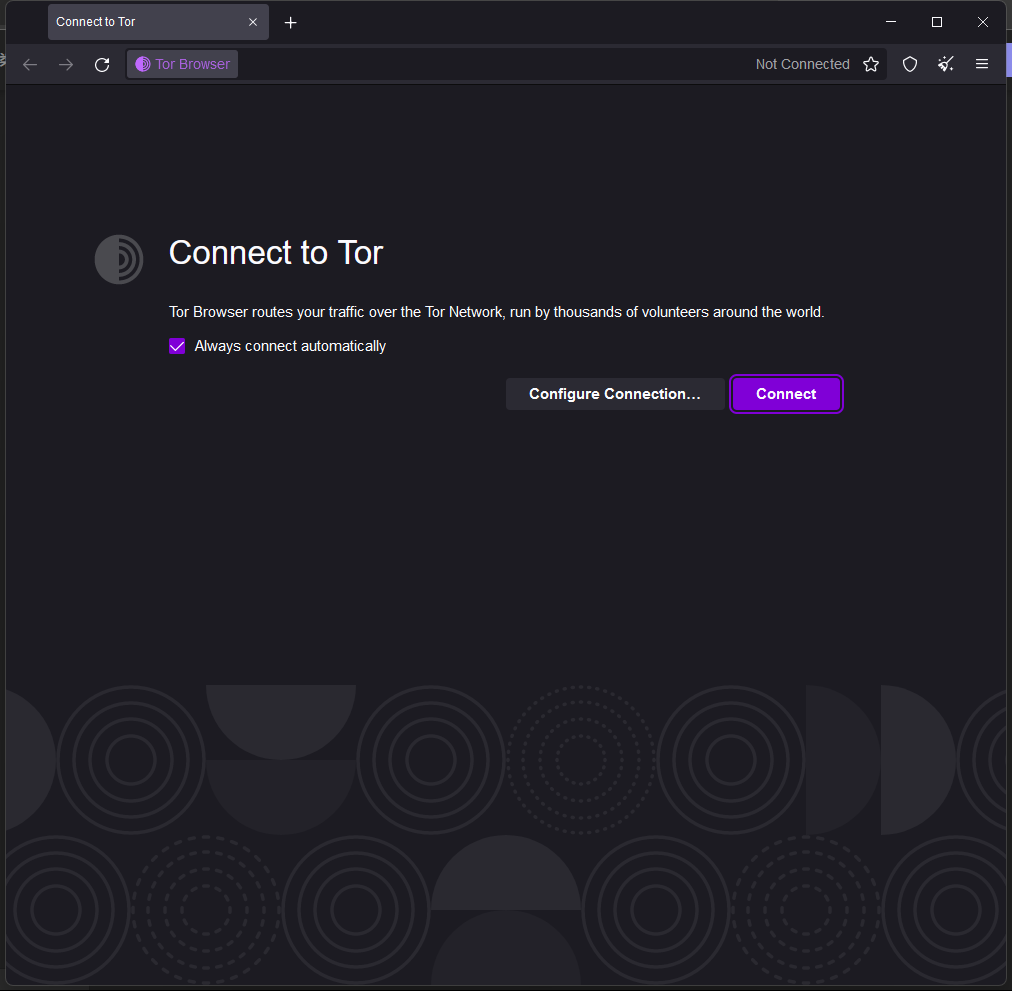 Connect to Tor
Tor Browser
Not Connected
Connect to Tor
Tor Browser routes your traffic over the Tor Network, run by thousands of volunteers around the world.
Always connect automatically
Configure Connection…
Connect